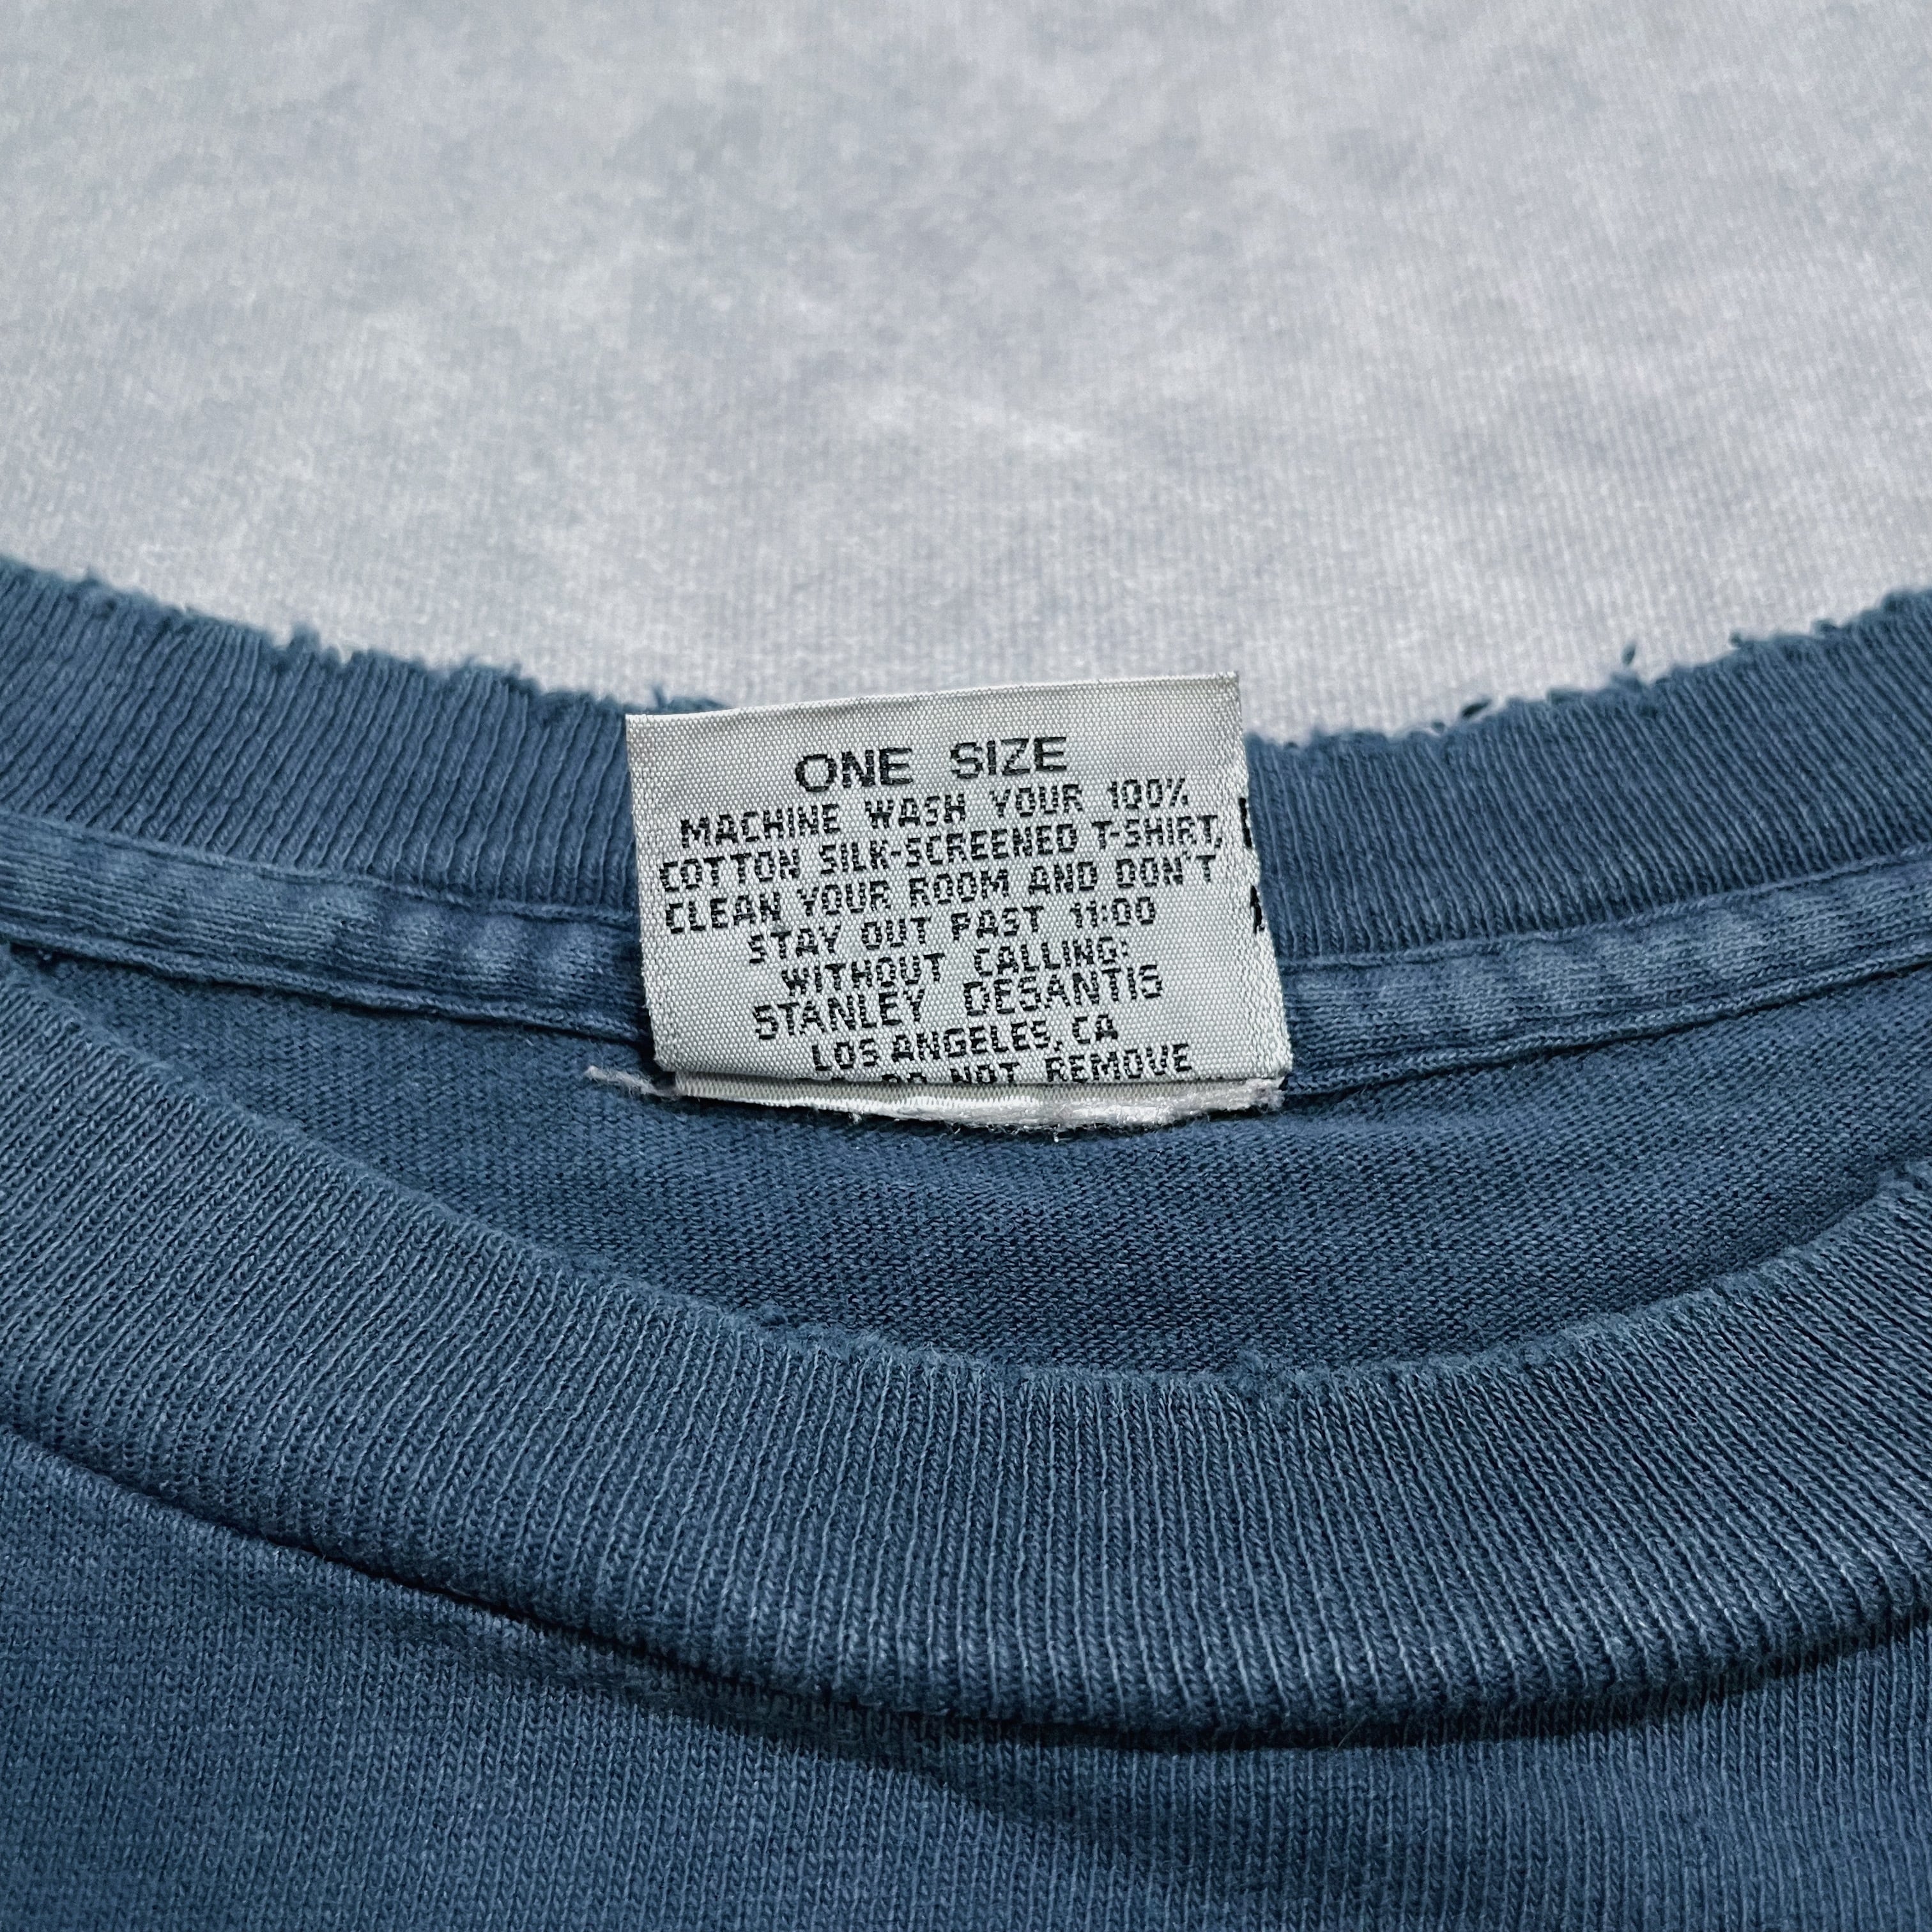 ONE SIZE
MACHINE WASH YOUR 100%
COTTON SILK-SCREENED T-SHIRT,
CLEAN YOUR ROOM AND DON'T
STAY OUT PAST 11:00
WITHOUT CALLING:
STANLEY DESANTIS
LOS ANGELES, CA
DO NOT REMOVE